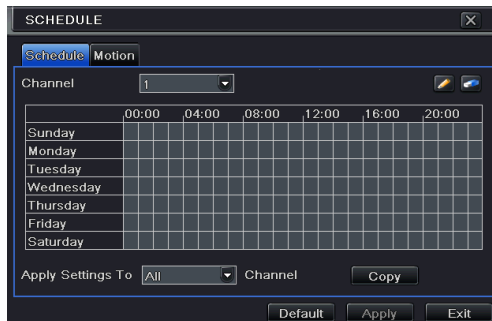 SCHEDULE
Schedule Motion
Channel 1
00:00 04:00 08:00 12:00 16:00 20:00
Sunday
Monday
Tuesday
Wednesday
Thursday
Friday
Saturday
Apply Settings To All Channel Copy
Default Apply Exit